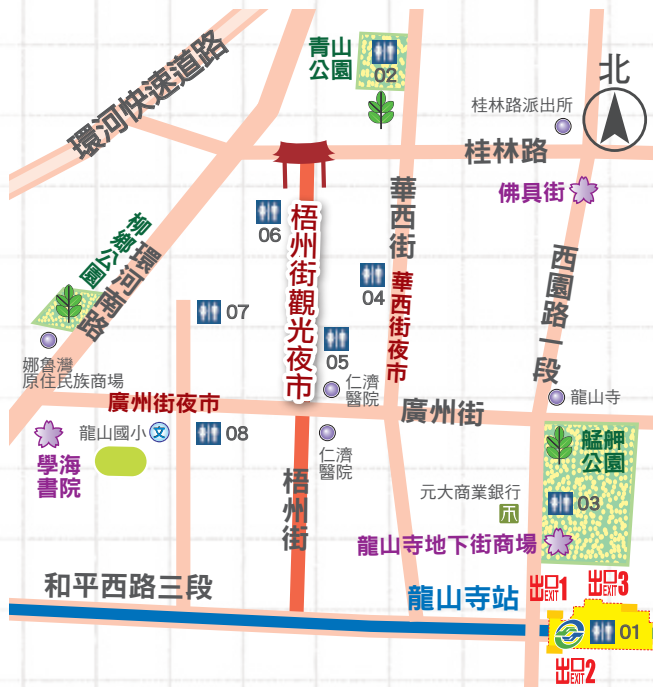 環河快速道路
青山
公園
02
北
桂林路派出所
桂林路
佛具街
華西街
06
梧州街觀光夜市
柳鄉公園
環河南路
西園路一段
04
華西街夜市
07
05
娜魯灣
原住民族商場
仁濟
醫院
龍山寺
廣州街夜市
廣州街
龍山國小
文
08
學海
書院
仁濟
醫院
艋舺
公園
梧州街
元大商業銀行
03
龍山寺地下街商場
和平西路三段
龍山寺站
出口1
EXIT
出口3
EXIT
01
出口2
EXIT